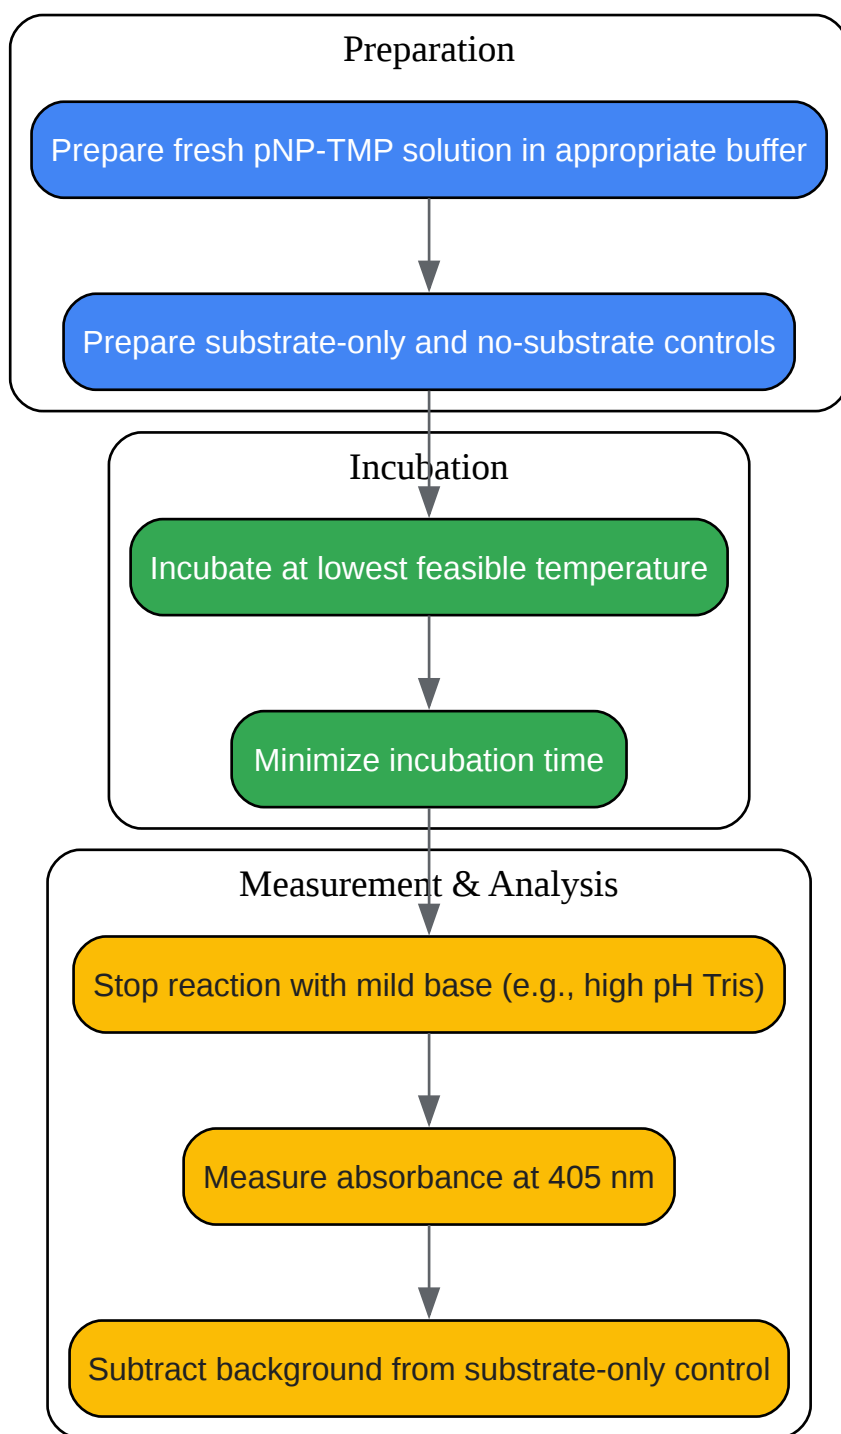 Preparation
Prepare fresh pNP-TMP solution in appropriate buffer
Prepare substrate-only and no-substrate controls
Incubation
Incubate at lowest feasible temperature
Minimize incubation time
Measurement & Analysis
Stop reaction with mild base (e.g., high pH Tris)
Measure absorbance at 405 nm
Subtract background from substrate-only control